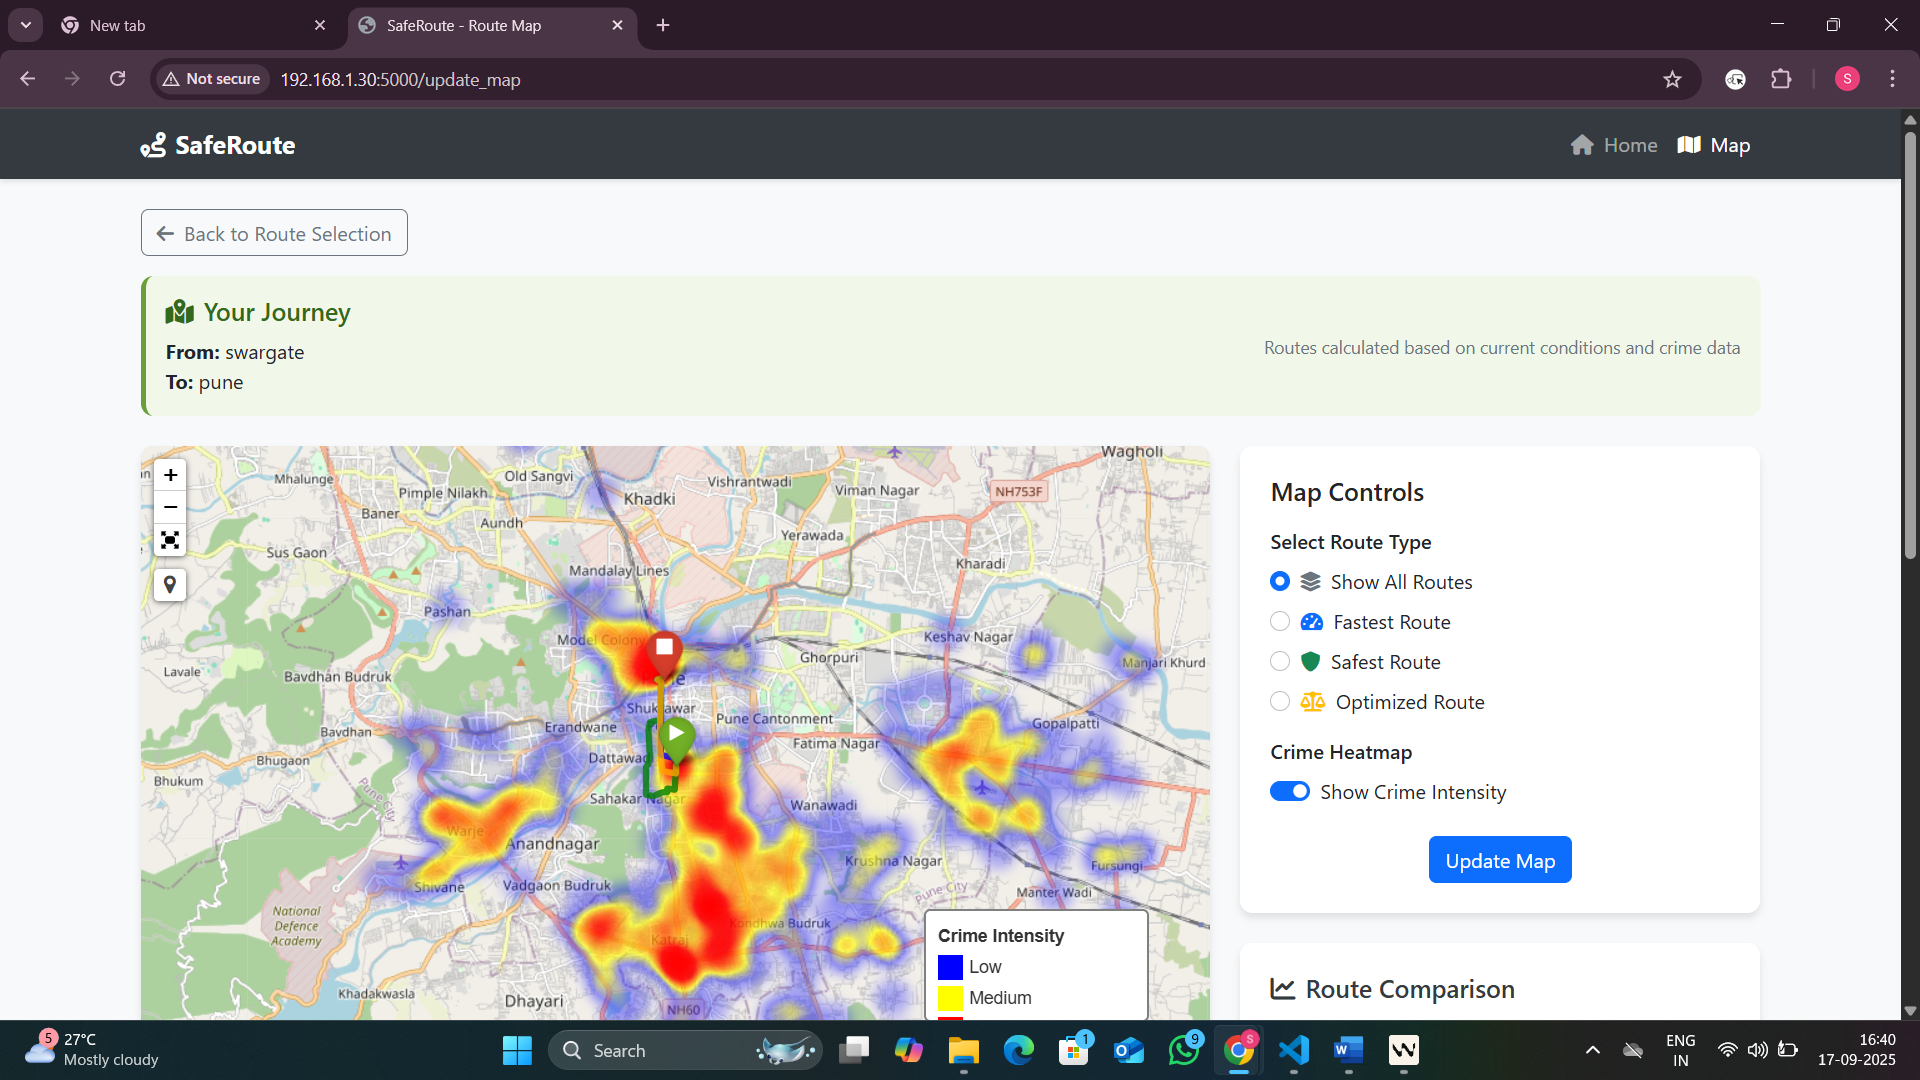 New tab
SafeRoute - Route Map
Not secure
192.168.1.30:5000/update_map
S
SafeRoute
Home
Map
Back to Route Selection
Your Journey
From: swargate
To: pune
Routes calculated based on current conditions and crime data
+
−
Mhalunge
Old Sangvi
Pimple Nilakh
Khadki
Vishrantwadi
Viman Nagar
NH753F
Wagholi
Baner
Aundh
Yerawada
Sus Gaon
Kharadi
Mandalay Lines
Pashan
Model Colony
Keshav Nagar
Ghorpuri
Manjari Khurd
Lavale
Bavdhan Budruk
Shukrawar
Pune Cantonment
Gopalpatti
Erandwane
Bavdhan
Fatima Nagar
Dattawadi
Bhugaon
Bhukum
Pune City
Sahakar Nagar
Wanawadi
Warje
Anandnagar
Krushna Nagar
Fursungi
Shivane
Vadgaon Budruk
Pune City
Manter Wadi
National
Defence
Academy
Kondhwa Budruk
Katraj
Khadakwasla
Dhayari
NH60
Crime Intensity
Low
Medium
Map Controls
Select Route Type
Show All Routes
Fastest Route
Safest Route
Optimized Route
Crime Heatmap
Show Crime Intensity
Update Map
Route Comparison
5
27°C
Mostly cloudy
Search
1
9
S
W
ENG
IN
16:40
17-09-2025